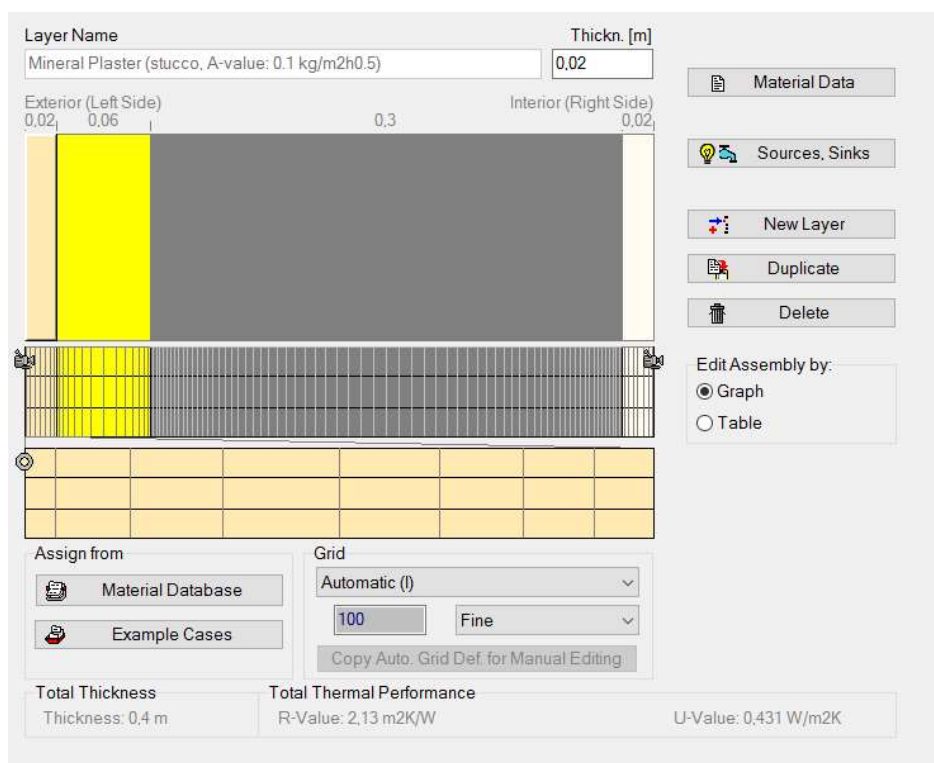 Layer Name Thickn. [m]
Mineral Plaster (stucco, A-value: 0.1 kg/m2h0.5) 0,02
Material Data
Exterior (Left Side) Interior (Right Side)
0,02 0,06 0,3 0,02
Sources, Sinks
New Layer
Duplicate
Delete
Edit Assembly by:
Graph
Table
Assign from
Material Database
Example Cases
Grid
Automatic (I)
100 Fine
Copy Auto. Grid Def. for Manual Editing
Total Thickness Total Thermal Performance
Thickness: 0,4 m R-Value: 2,13 m2K/W U-Value: 0,431 W/m2K